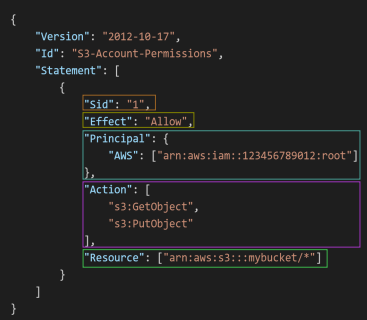 {
"Version": "2012-10-17",
"Id": "S3-Account-Permissions",
"Statement": [
{
"Sid": "1",
"Effect": "Allow",
"Principal": {
"AWS": ["arn:aws:iam::123456789012:root"]
},
"Action": [
"s3:GetObject",
"s3:PutObject"
],
"Resource": ["arn:aws:s3:::mybucket/*"]
}
]
}